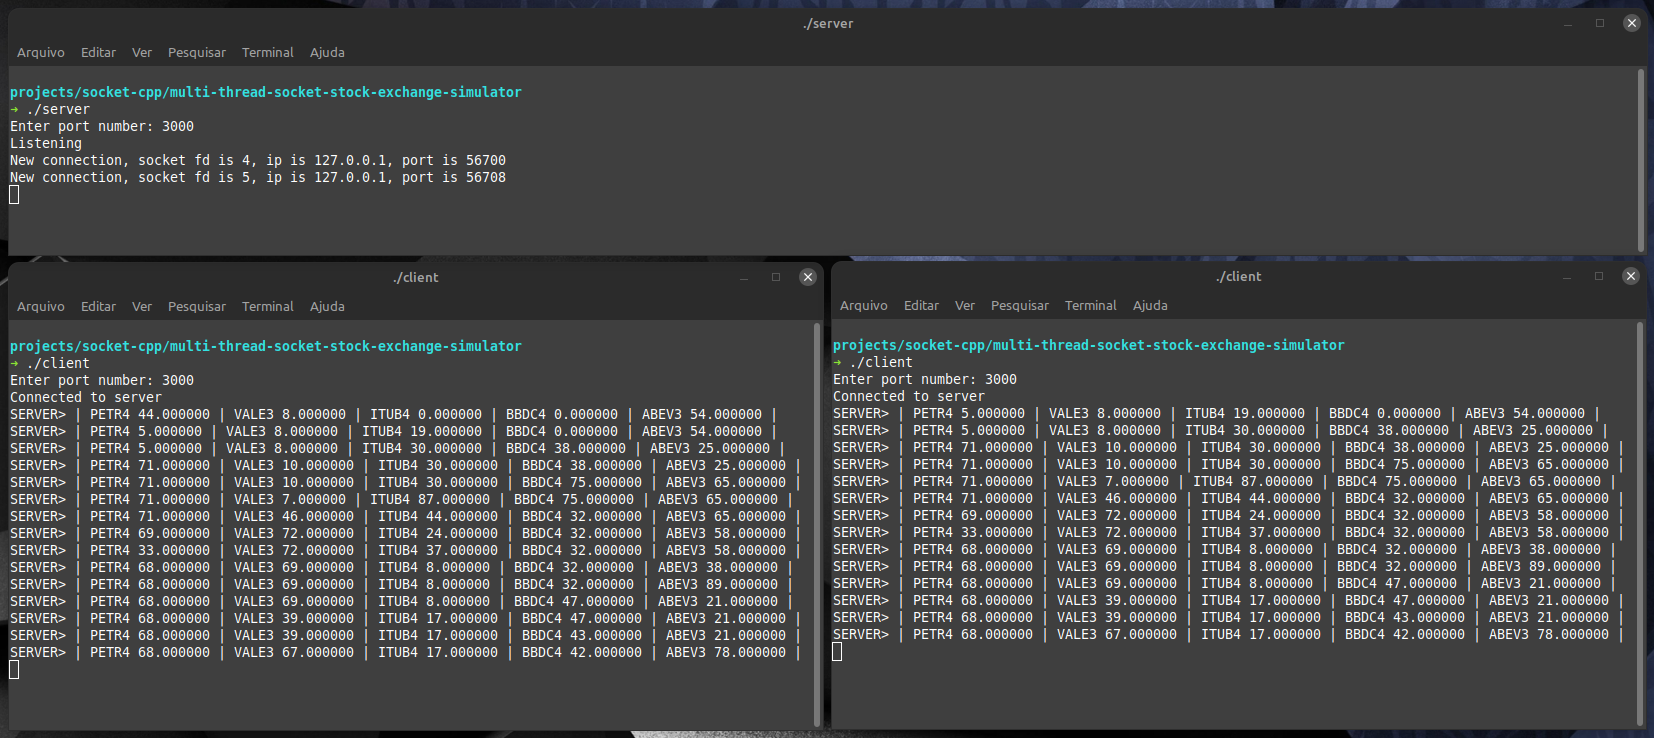 ./server
Arquivo Editar Ver Pesquisar Terminal Ajuda
projects/socket-cpp/multi-thread-socket-stock-exchange-simulator
➜ ./server
Enter port number: 3000
Listening
New connection, socket fd is 4, ip is 127.0.0.1, port is 56700
New connection, socket fd is 5, ip is 127.0.0.1, port is 56708
./client
Arquivo Editar Ver Pesquisar Terminal Ajuda
projects/socket-cpp/multi-thread-socket-stock-exchange-simulator
➜ ./client
Enter port number: 3000
Connected to server
SERVER> | PETR4 44.000000 | VALE3 8.000000 | ITUB4 0.000000 | BBDC4 0.000000 | ABEV3 54.000000 |
SERVER> | PETR4 5.000000 | VALE3 8.000000 | ITUB4 19.000000 | BBDC4 0.000000 | ABEV3 54.000000 |
SERVER> | PETR4 5.000000 | VALE3 8.000000 | ITUB4 30.000000 | BBDC4 38.000000 | ABEV3 25.000000 |
SERVER> | PETR4 71.000000 | VALE3 10.000000 | ITUB4 30.000000 | BBDC4 38.000000 | ABEV3 25.000000 |
SERVER> | PETR4 71.000000 | VALE3 10.000000 | ITUB4 30.000000 | BBDC4 75.000000 | ABEV3 65.000000 |
SERVER> | PETR4 71.000000 | VALE3 7.000000 | ITUB4 87.000000 | BBDC4 75.000000 | ABEV3 65.000000 |
SERVER> | PETR4 71.000000 | VALE3 46.000000 | ITUB4 44.000000 | BBDC4 32.000000 | ABEV3 65.000000 |
SERVER> | PETR4 69.000000 | VALE3 72.000000 | ITUB4 24.000000 | BBDC4 32.000000 | ABEV3 58.000000 |
SERVER> | PETR4 33.000000 | VALE3 72.000000 | ITUB4 37.000000 | BBDC4 32.000000 | ABEV3 58.000000 |
SERVER> | PETR4 68.000000 | VALE3 69.000000 | ITUB4 8.000000 | BBDC4 32.000000 | ABEV3 38.000000 |
SERVER> | PETR4 68.000000 | VALE3 69.000000 | ITUB4 8.000000 | BBDC4 32.000000 | ABEV3 89.000000 |
SERVER> | PETR4 68.000000 | VALE3 69.000000 | ITUB4 8.000000 | BBDC4 47.000000 | ABEV3 21.000000 |
SERVER> | PETR4 68.000000 | VALE3 39.000000 | ITUB4 17.000000 | BBDC4 47.000000 | ABEV3 21.000000 |
SERVER> | PETR4 68.000000 | VALE3 39.000000 | ITUB4 17.000000 | BBDC4 43.000000 | ABEV3 21.000000 |
SERVER> | PETR4 68.000000 | VALE3 67.000000 | ITUB4 17.000000 | BBDC4 42.000000 | ABEV3 78.000000 |
./client
Arquivo Editar Ver Pesquisar Terminal Ajuda
projects/socket-cpp/multi-thread-socket-stock-exchange-simulator
➜ ./client
Enter port number: 3000
Connected to server
SERVER> | PETR4 5.000000 | VALE3 8.000000 | ITUB4 19.000000 | BBDC4 0.000000 | ABEV3 54.000000 |
SERVER> | PETR4 5.000000 | VALE3 8.000000 | ITUB4 30.000000 | BBDC4 38.000000 | ABEV3 25.000000 |
SERVER> | PETR4 71.000000 | VALE3 10.000000 | ITUB4 30.000000 | BBDC4 38.000000 | ABEV3 25.000000 |
SERVER> | PETR4 71.000000 | VALE3 10.000000 | ITUB4 30.000000 | BBDC4 75.000000 | ABEV3 65.000000 |
SERVER> | PETR4 71.000000 | VALE3 7.000000 | ITUB4 87.000000 | BBDC4 75.000000 | ABEV3 65.000000 |
SERVER> | PETR4 71.000000 | VALE3 46.000000 | ITUB4 44.000000 | BBDC4 32.000000 | ABEV3 65.000000 |
SERVER> | PETR4 69.000000 | VALE3 72.000000 | ITUB4 24.000000 | BBDC4 32.000000 | ABEV3 58.000000 |
SERVER> | PETR4 33.000000 | VALE3 72.000000 | ITUB4 37.000000 | BBDC4 32.000000 | ABEV3 58.000000 |
SERVER> | PETR4 68.000000 | VALE3 69.000000 | ITUB4 8.000000 | BBDC4 32.000000 | ABEV3 38.000000 |
SERVER> | PETR4 68.000000 | VALE3 69.000000 | ITUB4 8.000000 | BBDC4 32.000000 | ABEV3 89.000000 |
SERVER> | PETR4 68.000000 | VALE3 69.000000 | ITUB4 8.000000 | BBDC4 47.000000 | ABEV3 21.000000 |
SERVER> | PETR4 68.000000 | VALE3 39.000000 | ITUB4 17.000000 | BBDC4 47.000000 | ABEV3 21.000000 |
SERVER> | PETR4 68.000000 | VALE3 39.000000 | ITUB4 17.000000 | BBDC4 43.000000 | ABEV3 21.000000 |
SERVER> | PETR4 68.000000 | VALE3 67.000000 | ITUB4 17.000000 | BBDC4 42.000000 | ABEV3 78.000000 |